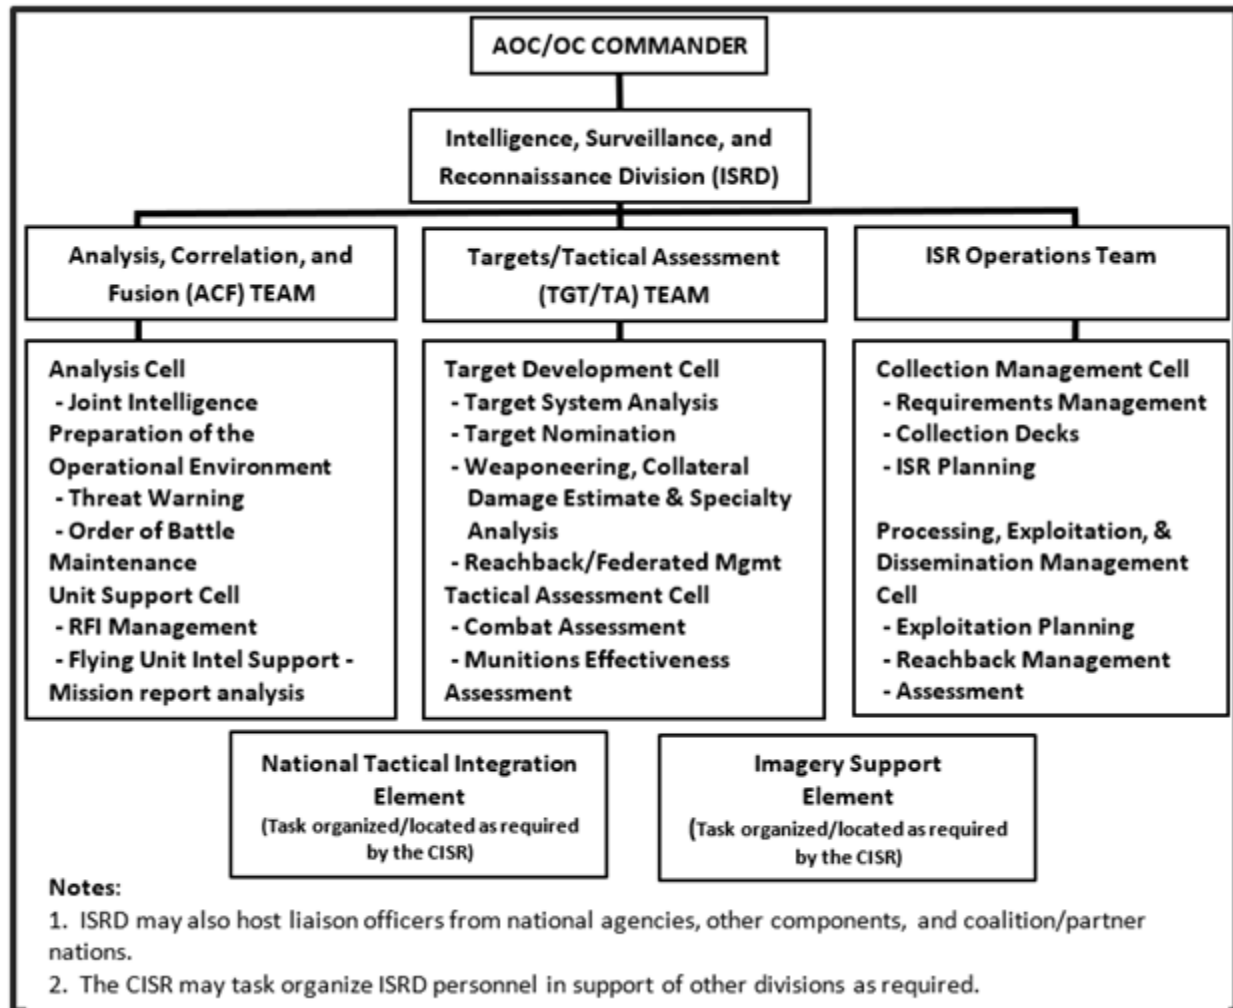 AOC/OC COMMANDER
Intelligence, Surveillance, and
Reconnaissance Division (ISRD)
Analysis, Correlation, and
Fusion (ACF) TEAM
Targets/Tactical Assessment
(TGT/TA) TEAM
ISR Operations Team
Analysis Cell
- Joint Intelligence
Preparation of the
Operational Environment
- Threat Warning
- Order of Battle
Maintenance
Unit Support Cell
- RFI Management
- Flying Unit Intel Support -
Mission report analysis
Target Development Cell
- Target System Analysis
- Target Nomination
- Weaponeering, Collateral
Damage Estimate & Specialty
Analysis
- Reachback/Federated Mgmt
Tactical Assessment Cell
- Combat Assessment
- Munitions Effectiveness
Assessment
Collection Management Cell
- Requirements Management
- Collection Decks
- ISR Planning
Processing, Exploitation, &
Dissemination Management
Cell
- Exploitation Planning
- Reachback Management
- Assessment
National Tactical Integration
Element
(Task organized/located as required
by the CISR)
Imagery Support
Element
(Task organized/located as required
by the CISR)
Notes:
1. ISRD may also host liaison officers from national agencies, other components, and coalition/partner
nations.
2. The CISR may task organize ISRD personnel in support of other divisions as required.